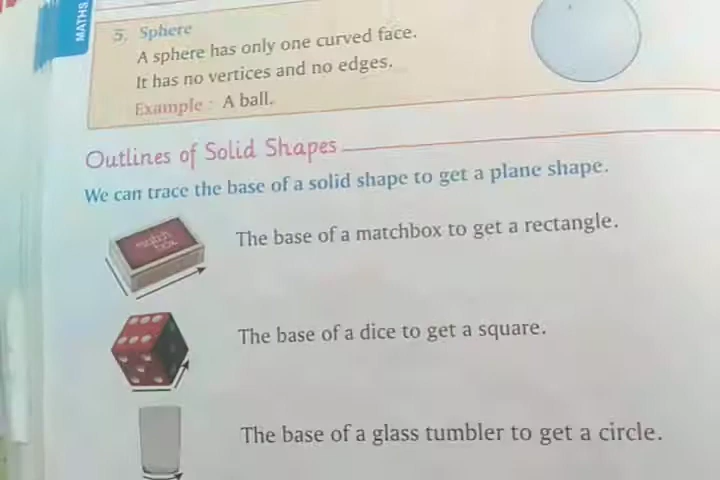 MATHS
5. Sphere
A sphere has only one curved face.
It has no vertices and no edges.
Example : A ball.
Outlines of Solid Shapes
We can trace the base of a solid shape to get a plane shape.
match
box
The base of a matchbox to get a rectangle.
The base of a dice to get a square.
The base of a glass tumbler to get a circle.